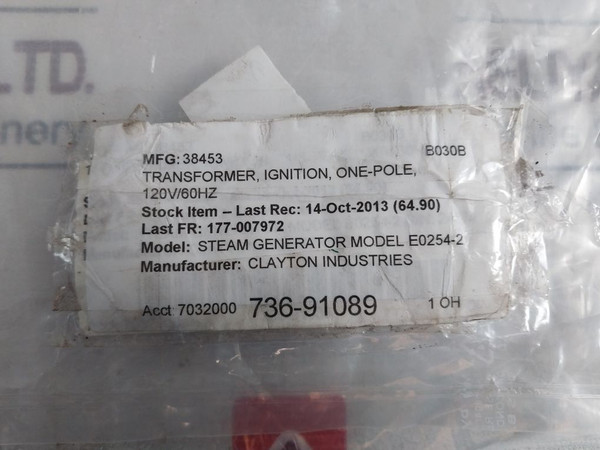 LTD.
MFG: 38453 B030B
TRANSFORMER, IGNITION, ONE-POLE,
120V/60HZ
Stock Item – Last Rec: 14-Oct-2013 (64.90)
Last FR: 177-007972
Model: STEAM GENERATOR MODEL E0254-2
Manufacturer: CLAYTON INDUSTRIES
Acct 7032000 736-91089 1 OH